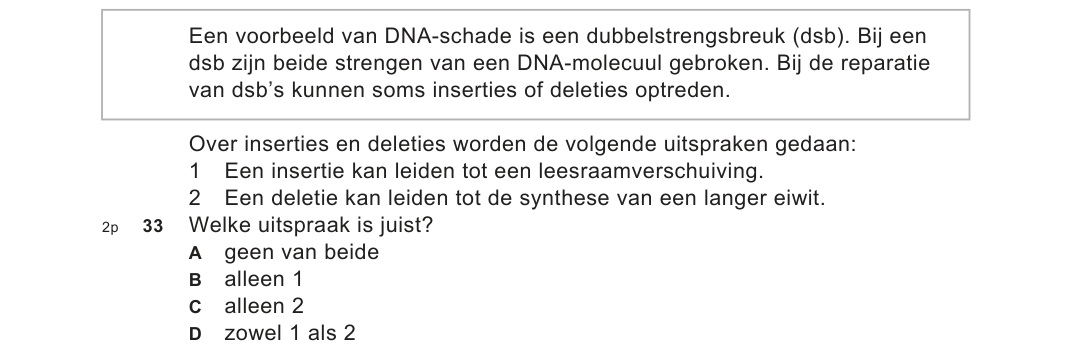 Een voorbeeld van DNA-schade is een dubbelstrengsbreuk (dsb). Bij een
dsb zijn beide strengen van een DNA-molecuul gebroken. Bij de reparatie
van dsb's kunnen soms inserties of deleties optreden.
Over inserties en deleties worden de volgende uitspraken gedaan:
1 Een insertie kan leiden tot een leesraamverschuiving.
2 Een deletie kan leiden tot de synthese van een langer eiwit.
2p 33 Welke uitspraak is juist?
A geen van beide
B alleen 1
C alleen 2
D zowel 1 als 2